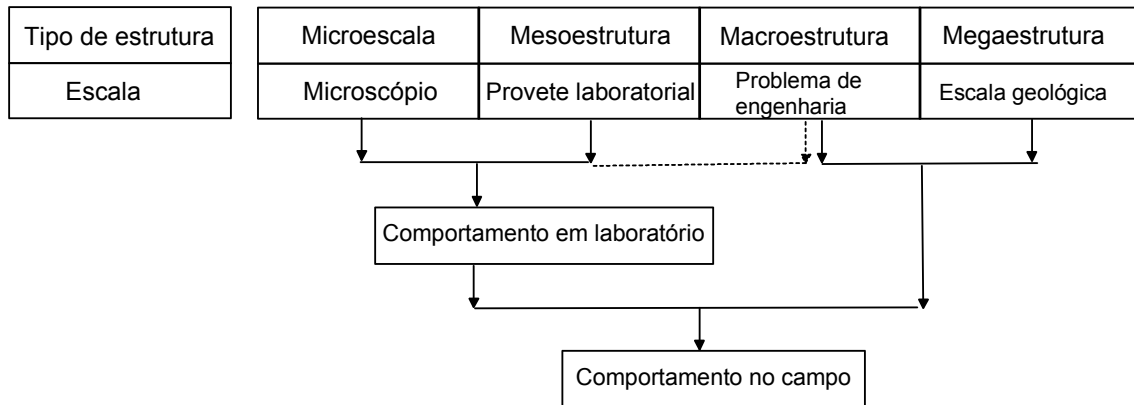 Tipo de estrutura
Microescala
Mesoestrutura
Macroestrutura
Megaestrutura
Escala
Microscópio
Provete laboratorial
Problema de
engenharia
Escala geológica
Comportamento em laboratório
Comportamento no campo